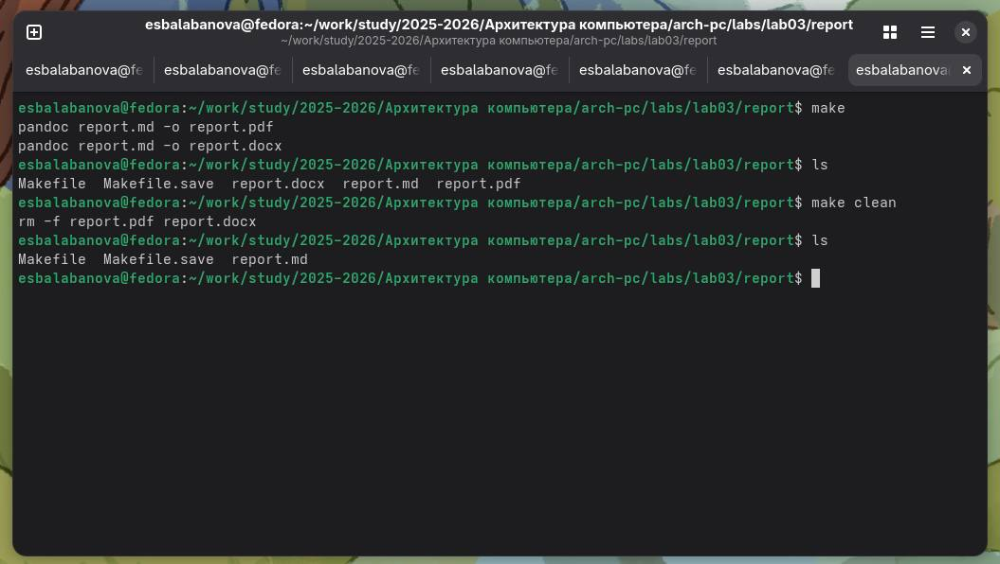 esbalabanova@fedora:~/work/study/2025-2026/Архитектура компьютера/arch-pc/labs/lab03/report
~/work/study/2025-2026/Архитектура компьютера/arch-pc/labs/lab03/report
esbalabanova@fe esbalabanova@fe esbalabanova@fe esbalabanova@fe esbalabanova@fe esbalabanova@fe esbalabanova@
esbalabanova@fedora:~/work/study/2025-2026/Архитектура компьютера/arch-pc/labs/lab03/report$ make
pandoc report.md -o report.pdf
pandoc report.md -o report.docx
esbalabanova@fedora:~/work/study/2025-2026/Архитектура компьютера/arch-pc/labs/lab03/report$ ls
Makefile  Makefile.save  report.docx  report.md  report.pdf
esbalabanova@fedora:~/work/study/2025-2026/Архитектура компьютера/arch-pc/labs/lab03/report$ make clean
rm -f report.pdf report.docx
esbalabanova@fedora:~/work/study/2025-2026/Архитектура компьютера/arch-pc/labs/lab03/report$ ls
Makefile  Makefile.save  report.md
esbalabanova@fedora:~/work/study/2025-2026/Архитектура компьютера/arch-pc/labs/lab03/report$